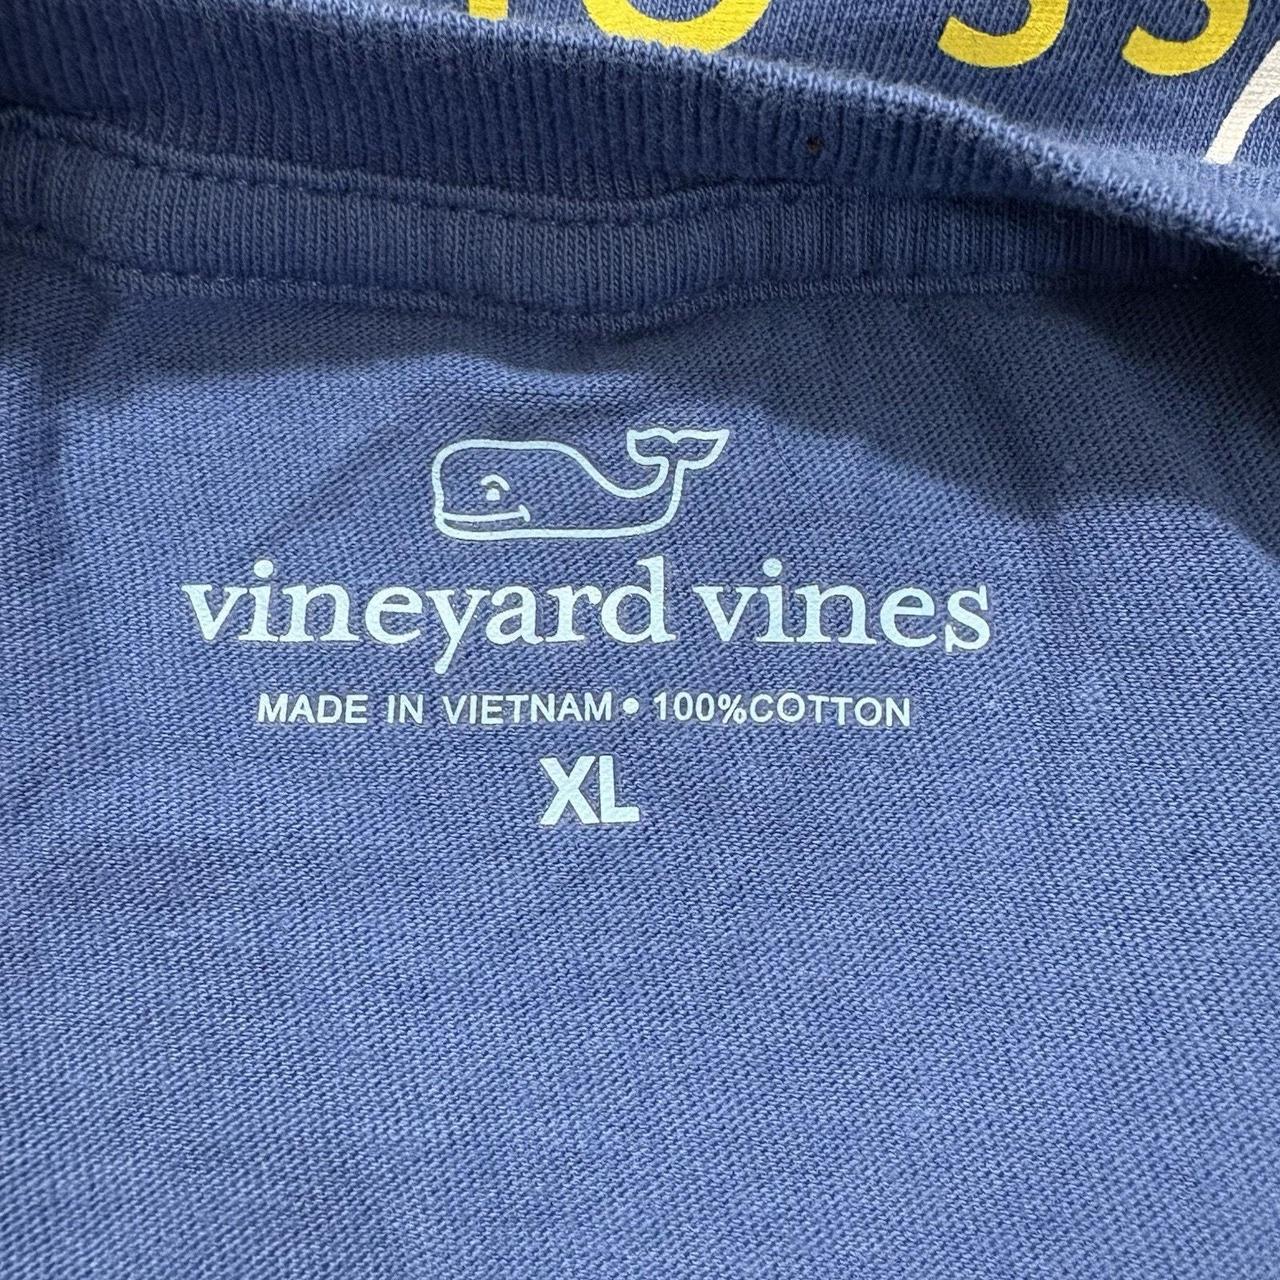 vineyard vines
MADE IN VIETNAM • 100%COTTON
XL